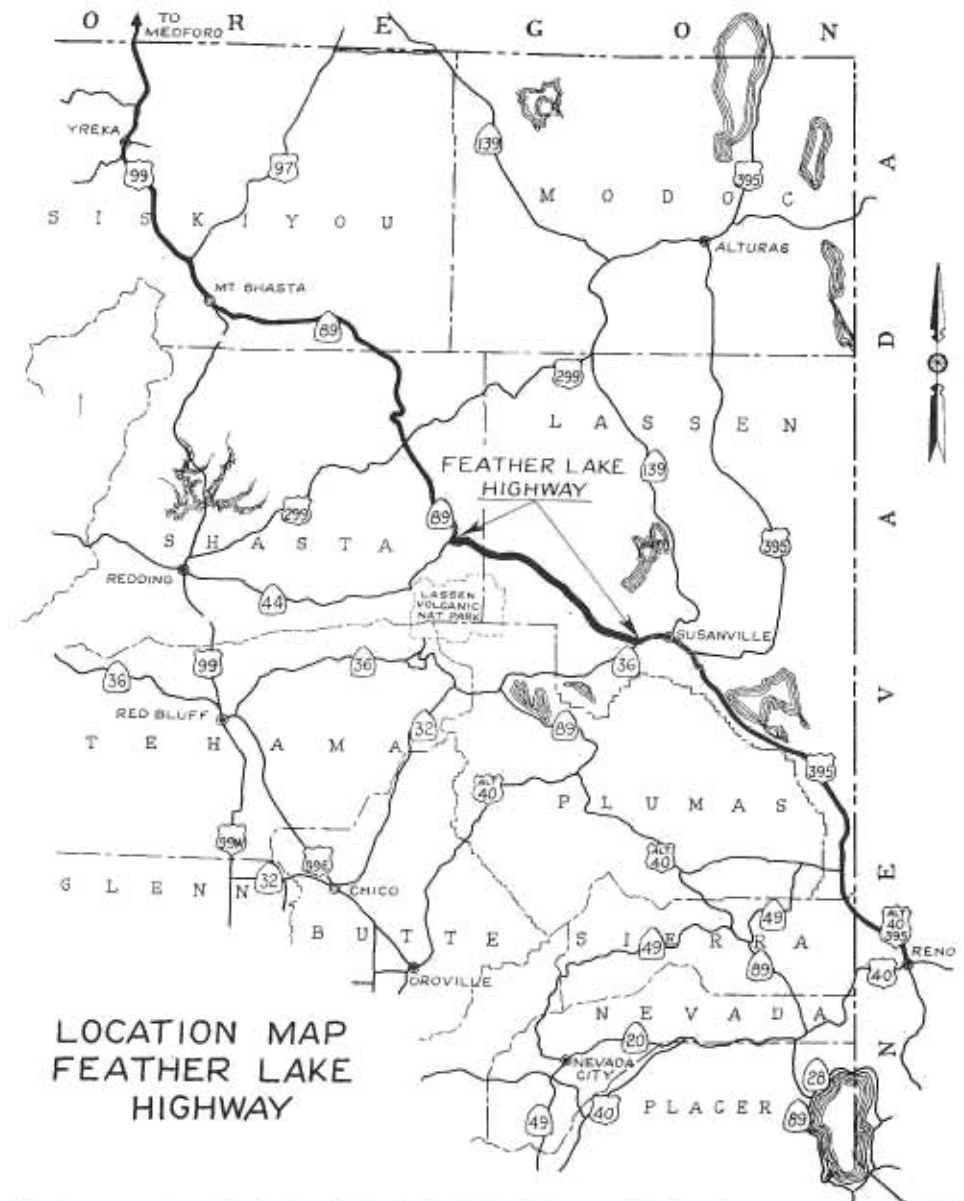 O R E G O N
TO
MEDFORD
YREKA
99
97
139
395
M O D O C
S I S K I Y O U
ALTURAS
MT SHASTA
89
299
L A S S E N
FEATHER LAKE
HIGHWAY
139
89
299
395
S H A S T A
REDDING
44
LASSEN
VOLCANIC
NAT PARK
SUSANVILLE
99
36
36
36
RED BLUFF
32
89
T E H A M A
395
ALT
40
P L U M A S
99W
99E
ALT
40
G L E N N
32
CHICO
49
ALT
40
395
B U T T E
S I E R R A
49
RENO
OROVILLE
89
40
N E V A D A
LOCATION MAP
FEATHER LAKE
HIGHWAY
20
NEVADA
CITY
28
49
40
PLACER
89
N E V A D A